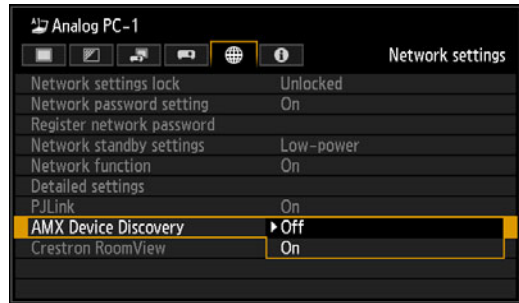 Analog PC-1
Network settings
Network settings lock Unlocked
Network password setting On
Register network password
Network standby settings Low-power
Network function On
Detailed settings
PJLink On
AMX Device Discovery Off
Crestron RoomView On